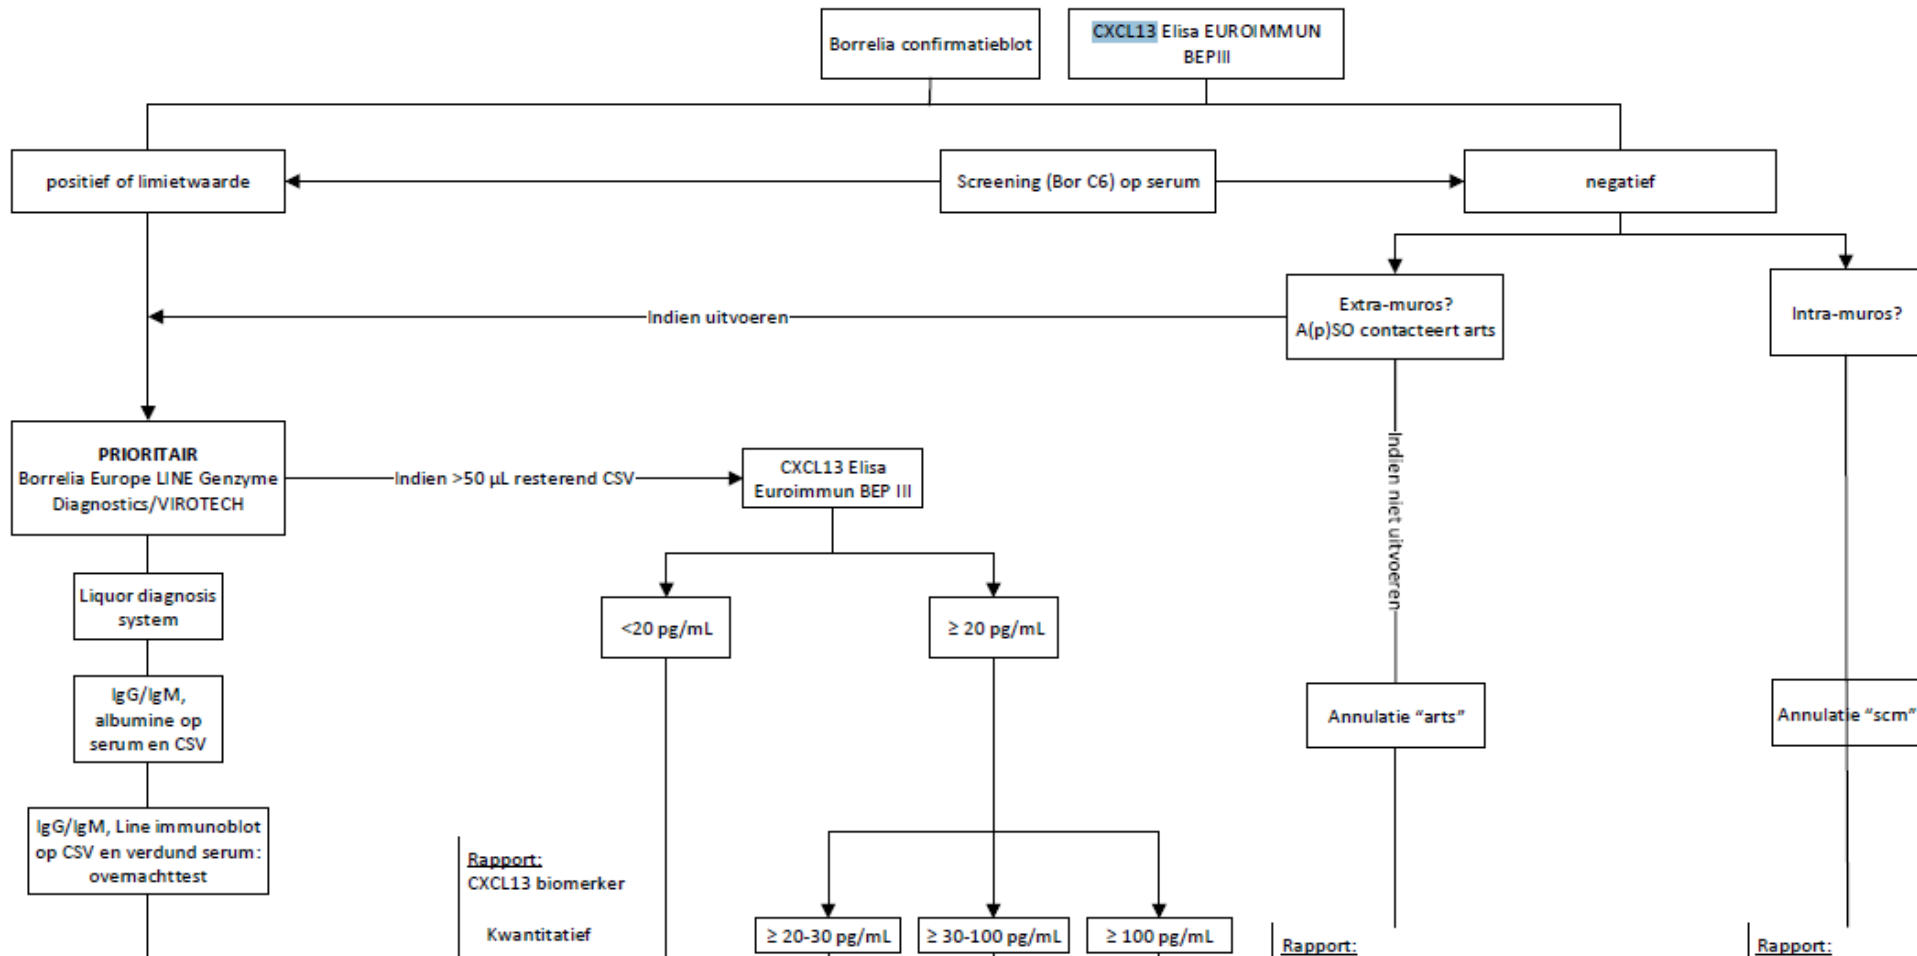 Borrelia confirmatieblot
CXCL13 Elisa EUROIMMUN
BEPIII
positief of limietwaarde
Screening (Bor C6) op serum
negatief
Indien uitvoeren
Extra-muros?
A(p)SO contacteert arts
Intra-muros?
PRIORITAIR
Borrelia Europe LINE Genzyme
Diagnostics/VIROTECH
Indien >50 µL resterend CSV
CXCL13 Elisa
Euroimmun BEP III
Indien niet uitvoeren
Liquor diagnosis
system
<20 pg/mL
≥ 20 pg/mL
IgG/IgM,
albumine op
serum en CSV
Annulatie “arts”
Annulatie “scm”
IgG/IgM, Line immunoblot
op CSV en verdund serum:
overnachttest
Rapport:
CXCL13 biomerker
Kwantitatief
≥ 20-30 pg/mL
≥ 30-100 pg/mL
≥ 100 pg/mL
Rapport:
Rapport: